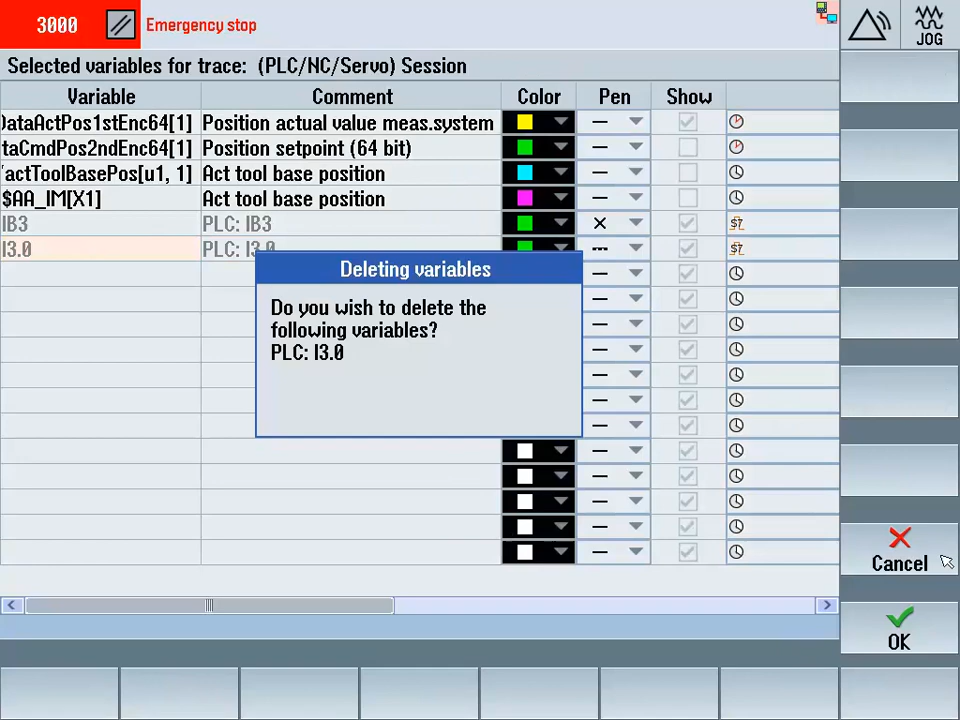 3000 Emergency stop
JOG
Selected variables for trace: (PLC/NC/Servo) Session
Variable Comment Color Pen Show
DataActPos1stEnc64[1] Position actual value meas.system
taCmdPos2ndEnc64[1] Position setpoint (64 bit)
actToolBasePos[u1, 1] Act tool base position
$AA_IM[X1] Act tool base position
IB3 PLC: IB3
I3.0 PLC: I3.0
Deleting variables
Do you wish to delete the
following variables?
PLC: I3.0
Cancel
OK